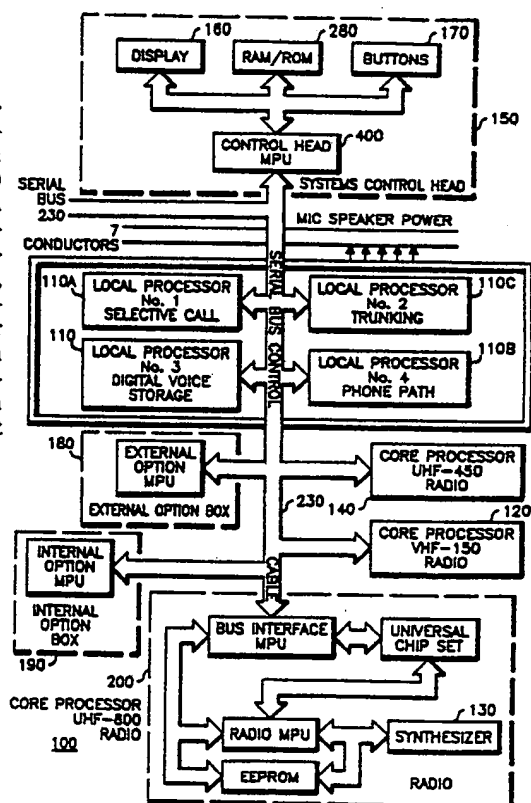 160
280
170
DISPLAY
RAM/ROM
BUTTONS
400
150
CONTROL HEAD
MPU
SYSTEMS CONTROL HEAD
SERIAL
BUS
230
7
CONDUCTORS
MIC SPEAKER POWER
SERIAL BUS CONTROL
110A
LOCAL PROCESSOR
No. 1
SELECTIVE CALL
110C
LOCAL PROCESSOR
No. 2
TRUNKING
110
LOCAL PROCESSOR
No. 3
DIGITAL VOICE
STORAGE
110B
LOCAL PROCESSOR
No. 4
PHONE PATH
180
EXTERNAL
OPTION
MPU
EXTERNAL OPTION BOX
CORE PROCESSOR
UHF-450
RADIO
140
230
120
CORE PROCESSOR
VHF-150
RADIO
INTERNAL
OPTION
MPU
INTERNAL
OPTION
BOX
190
CABLE
200
BUS INTERFACE
MPU
UNIVERSAL
CHIP SET
CORE PROCESSOR
UHF-800
RADIO
100
RADIO MPU
130
SYNTHESIZER
EEPROM
RADIO